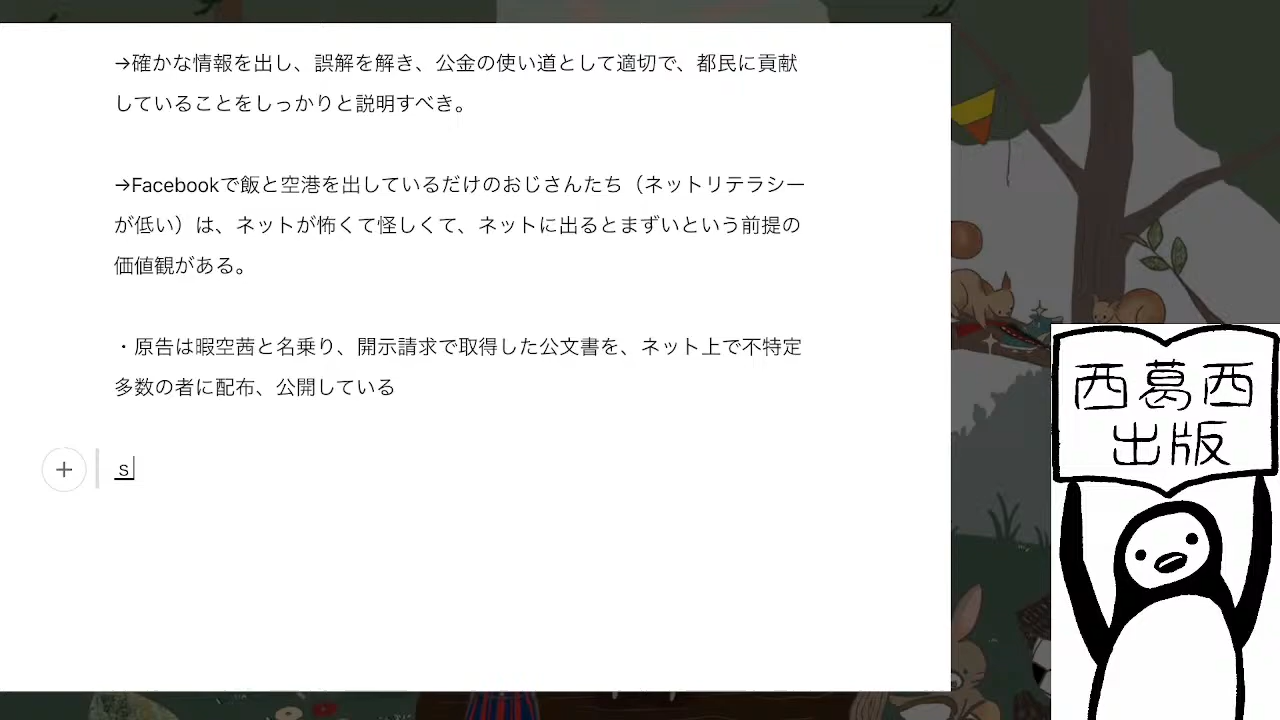 →確かな情報を出し、誤解を解き、公金の使い道として適切で、都民に貢献
していることをしっかりと説明すべき。
→Facebookで飯と空港を出しているだけのおじさんたち（ネットリテラシー
が低い）は、ネットが怖くて怪しくて、ネットに出るとまずいという前提の
価値観がある。
・原告は暇空茜と名乗り、開示請求で取得した公文書を、ネット上で不特定
多数の者に配布、公開している
s
西葛西
出版